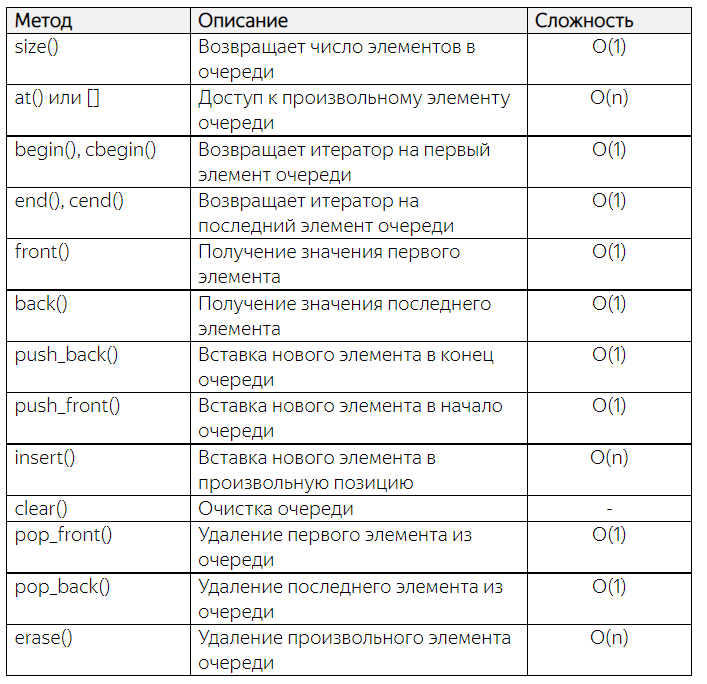 Метод Описание Сложность
size() Возвращает число элементов в O(1)
очереди
at() или [] Доступ к произвольному элементу O(n)
очереди
begin(), cbegin() Возвращает итератор на первый O(1)
элемент очереди
end(), cend() Возвращает итератор на O(1)
последний элемент очереди
front() Получение значения первого O(1)
элемента
back() Получение значения последнего O(1)
элемента
push_back() Вставка нового элемента в конец O(1)
очереди
push_front() Вставка нового элемента в начало O(1)
очереди
insert() Вставка нового элемента в O(n)
произвольную позицию
clear() Очистка очереди -
pop_front() Удаление первого элемента из O(1)
очереди
pop_back() Удаление последнего элемента из O(1)
очереди
erase() Удаление произвольного элемента O(n)
очереди